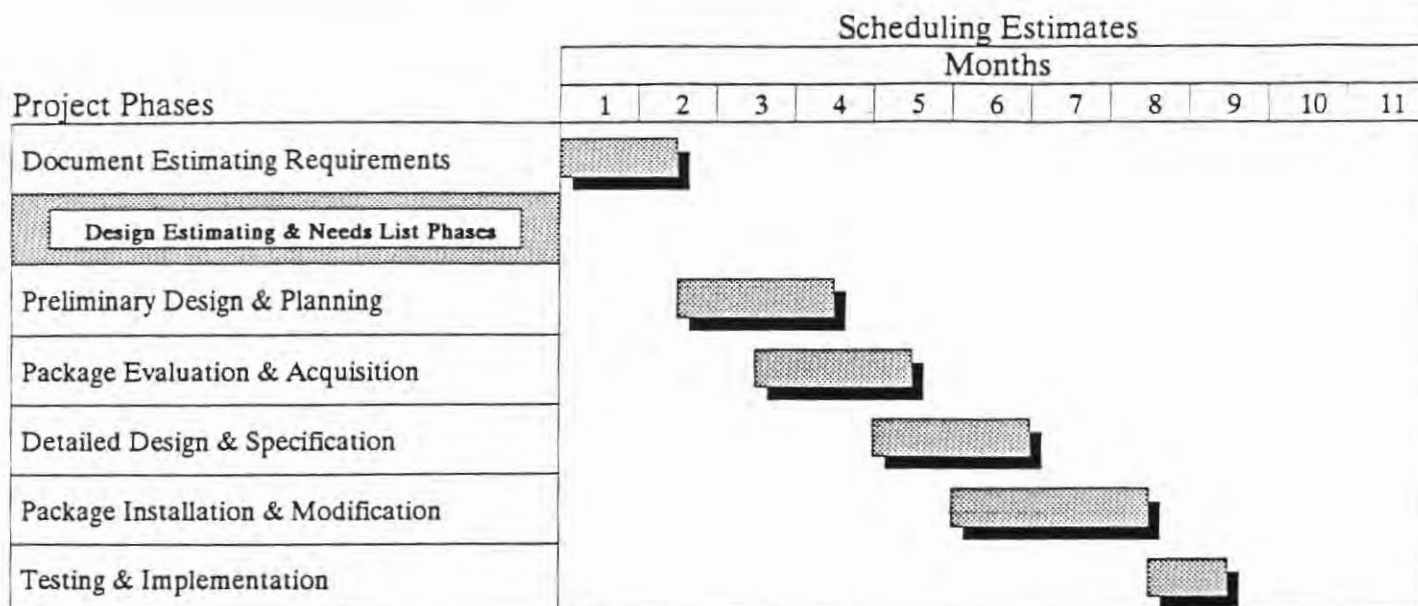 Scheduling Estimates
Months
Project Phases 1 2 3 4 5 6 7 8 9 10 11
Document Estimating Requirements
Design Estimating & Needs List Phases
Preliminary Design & Planning
Package Evaluation & Acquisition
Detailed Design & Specification
Package Installation & Modification
Testing & Implementation